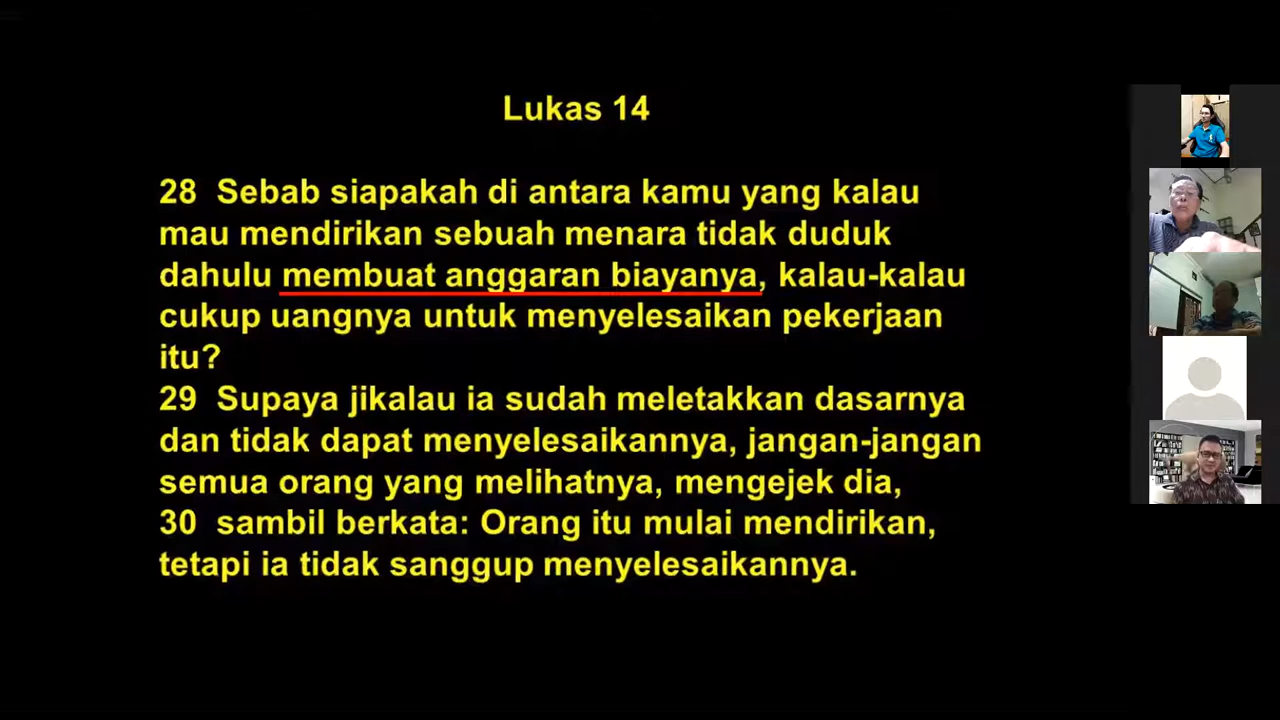 Lukas 14
28 Sebab siapakah di antara kamu yang kalau
mau mendirikan sebuah menara tidak duduk
dahulu membuat anggaran biayanya, kalau-kalau
cukup uangnya untuk menyelesaikan pekerjaan
itu?
29 Supaya jikalau ia sudah meletakkan dasarnya
dan tidak dapat menyelesaikannya, jangan-jangan
semua orang yang melihatnya, mengejek dia,
30 sambil berkata: Orang itu mulai mendirikan,
tetapi ia tidak sanggup menyelesaikannya.